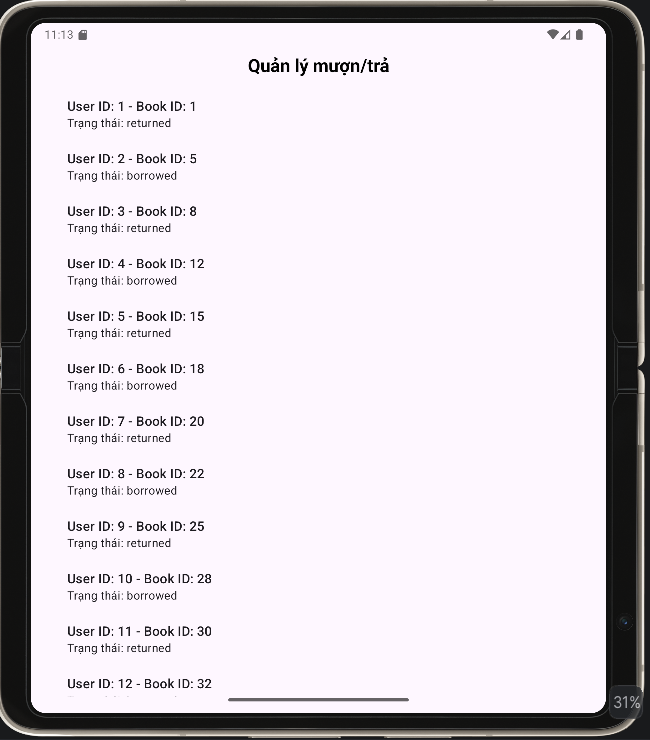 11:13
Quản lý mượn/trả
User ID: 1 - Book ID: 1
Trạng thái: returned
User ID: 2 - Book ID: 5
Trạng thái: borrowed
User ID: 3 - Book ID: 8
Trạng thái: returned
User ID: 4 - Book ID: 12
Trạng thái: borrowed
User ID: 5 - Book ID: 15
Trạng thái: returned
User ID: 6 - Book ID: 18
Trạng thái: borrowed
User ID: 7 - Book ID: 20
Trạng thái: returned
User ID: 8 - Book ID: 22
Trạng thái: borrowed
User ID: 9 - Book ID: 25
Trạng thái: returned
User ID: 10 - Book ID: 28
Trạng thái: borrowed
User ID: 11 - Book ID: 30
Trạng thái: returned
User ID: 12 - Book ID: 32
31%